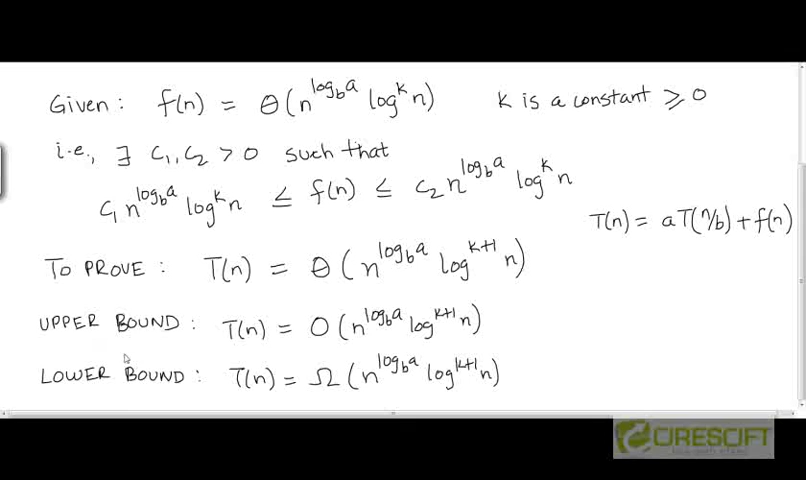 Given : f(n) = Θ(n^{log_b a} log^k n) K is a constant ≥ 0
i.e., ∃ C₁, C₂ > 0 such that
C₁ n^{log_b a} log^k n ≤ f(n) ≤ C₂ n^{log_b a} log^k n
T(n) = aT(n/b) + f(n)
TO PROVE : T(n) = Θ(n^{log_b a} log^{k+1} n)
UPPER BOUND : T(n) = O(n^{log_b a} log^{k+1} n)
LOWER BOUND : T(n) = Ω(n^{log_b a} log^{k+1} n)